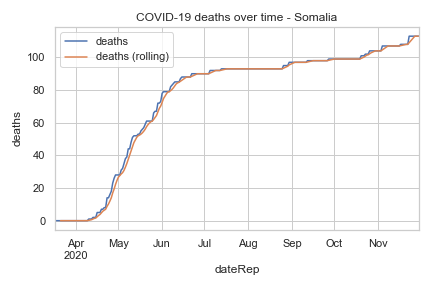 COVID-19 deaths over time - Somalia
deaths
deaths (rolling)
100
80
60
40
20
0
deaths
Apr May Jun Jul Aug Sep Oct Nov
2020
dateRep